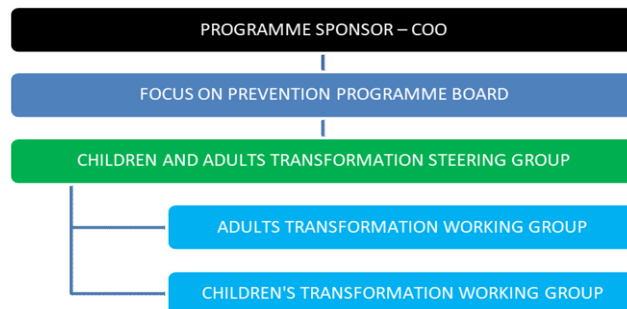 PROGRAMME SPONSOR – COO
FOCUS ON PREVENTION PROGRAMME BOARD
CHILDREN AND ADULTS TRANSFORMATION STEERING GROUP
ADULTS TRANSFORMATION WORKING GROUP
CHILDREN'S TRANSFORMATION WORKING GROUP